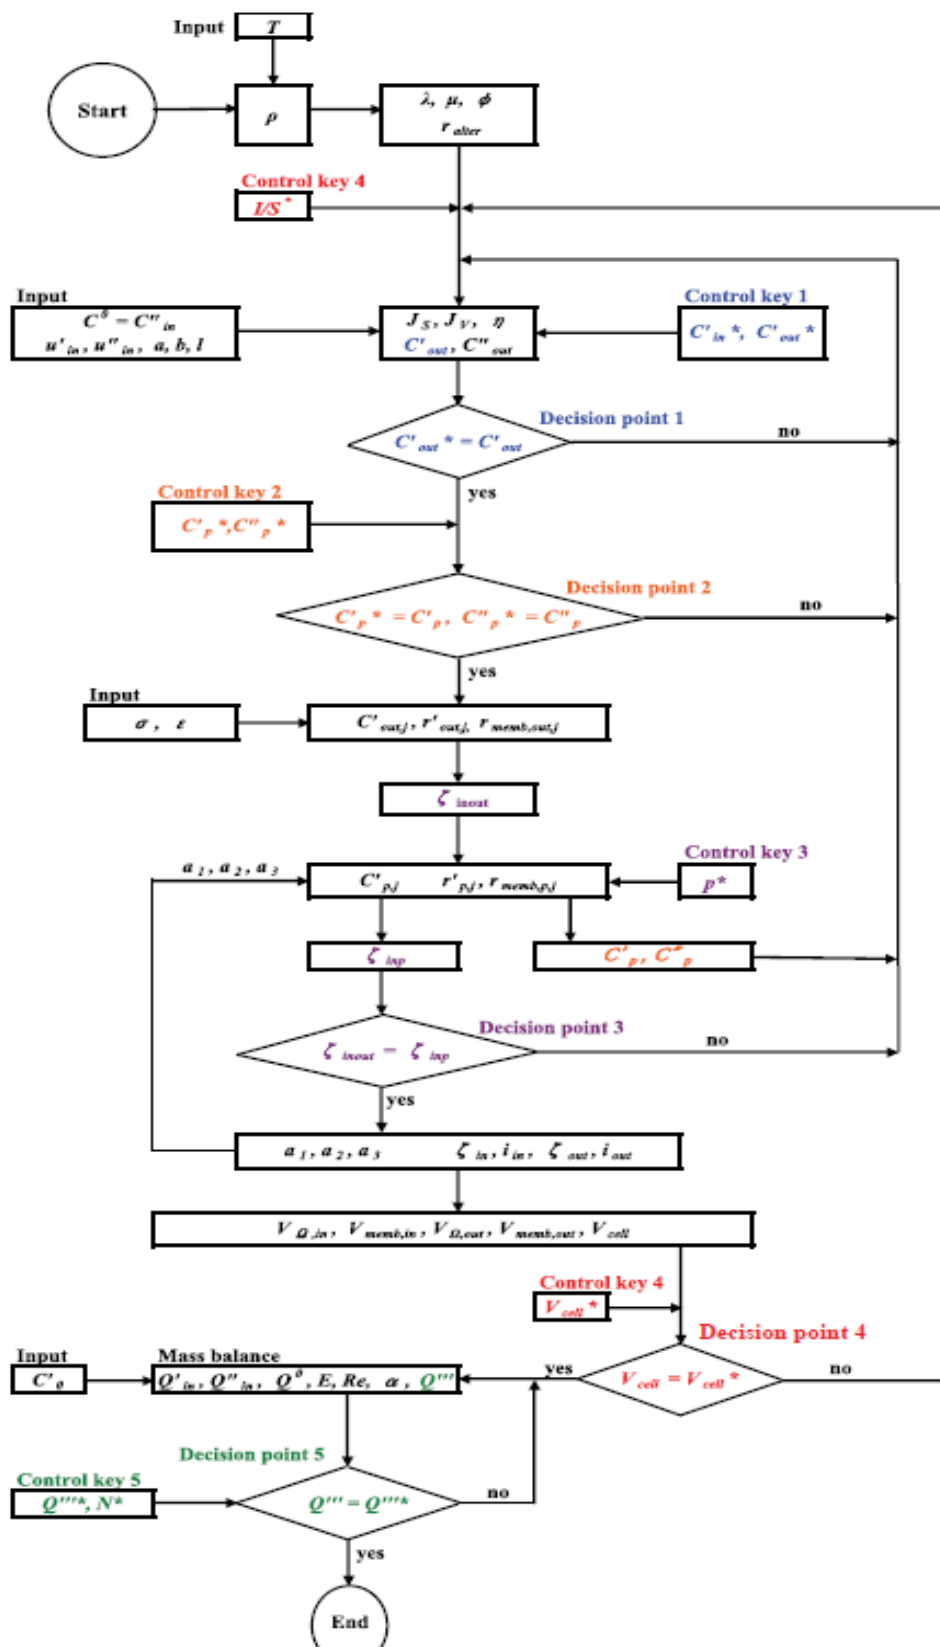 Input
T
Start
ρ
λ, μ, ϕ
r alter
Control key 4
I/S *
Input
C^δ = C''in
u'in, u''in, a, b, l
J S, J V, η
C'out, C''out
Control key 1
C'in *, C'out *
Decision point 1
C'out * = C'out
no
yes
Control key 2
C'p *, C''p *
Decision point 2
C'p * = C'p, C''p * = C''p
no
yes
Input
σ, ε
C'out,j, r'out,j, r memb,out,j
ζ inout
Control key 3
a 1, a 2, a 3
C'p,j r'p,j, r memb,p,j
p*
ζ inp
C'p, C''p
Decision point 3
ζ inout = ζ inp
no
yes
a 1, a 2, a 3 ζ in, i in, ζ out, i out
V Ω,in, V memb,in, V Ω,out, V memb,out, V cell
Control key 4
V cell *
Decision point 4
V cell = V cell *
no
yes
Input
C'0
Mass balance
Q'in, Q''in, Q^0, E, Re, α, Q'''
Decision point 5
Control key 5
Q'''*, N*
Q''' = Q'''*
no
yes
End